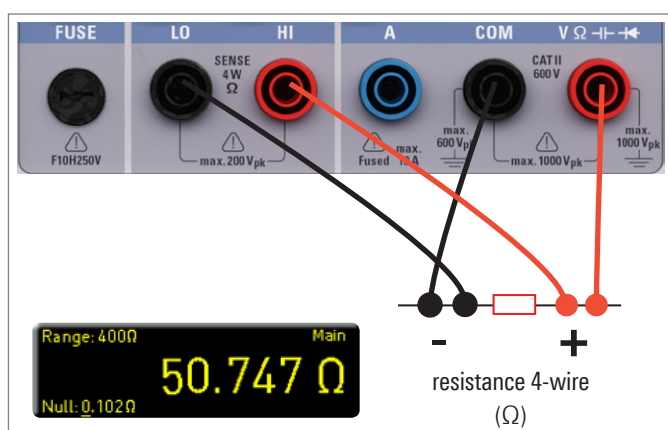 FUSE
LO
HI
A
COM
V Ω ⊣⊢
SENSE
4 W
Ω
CAT II
600 V
F10H250V
max. 200 Vpk
Fused
max.
max.
600 Vpk
max. 1000 Vpk
max.
1000 Vpk
Range: 400Ω
Main
50.747 Ω
Null: 0.102Ω
-
+
resistance 4-wire
(Ω)